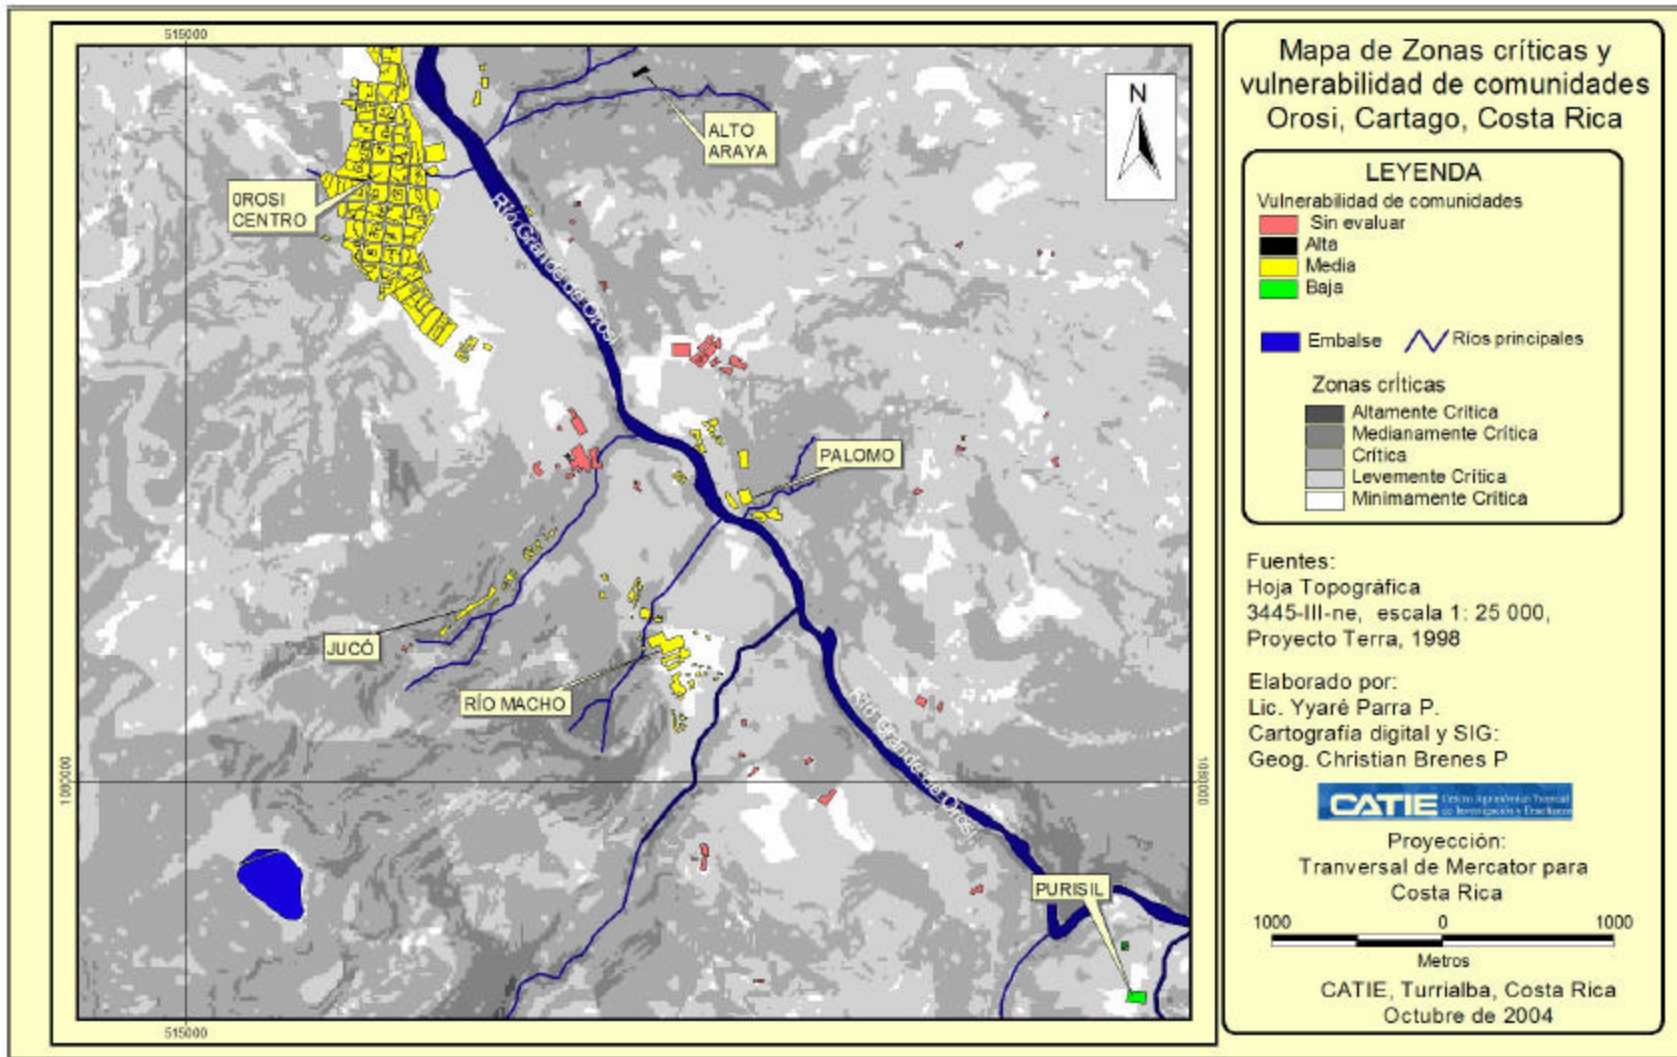 Mapa de Zonas críticas y
vulnerabilidad de comunidades
Orosi, Cartago, Costa Rica
LEYENDA
Vulnerabilidad de comunidades
Sin evaluar
Alta
Media
Baja
Embalse
Ríos principales
Zonas críticas
Altamente Crítica
Medianamente Crítica
Crítica
Levemente Crítica
Minimamente Crítica
Fuentes:
Hoja Topográfica
3445-III-ne, escala 1: 25 000,
Proyecto Terra, 1998
Elaborado por:
Lic. Yyaré Parra P.
Cartografía digital y SIG:
Geog. Christian Brenes P
CATIE
Proyección:
Tranversal de Mercator para
Costa Rica
1000 0 1000
Metros
CATIE, Turrialba, Costa Rica
Octubre de 2004
515000
N
ALTO
ARAYA
0ROSI
CENTRO
Río Grande de Orosi
PALOMO
JUCÓ
RÍO MACHO
Río Grande de Orosi
1080000
1080000
PURISIL
515000